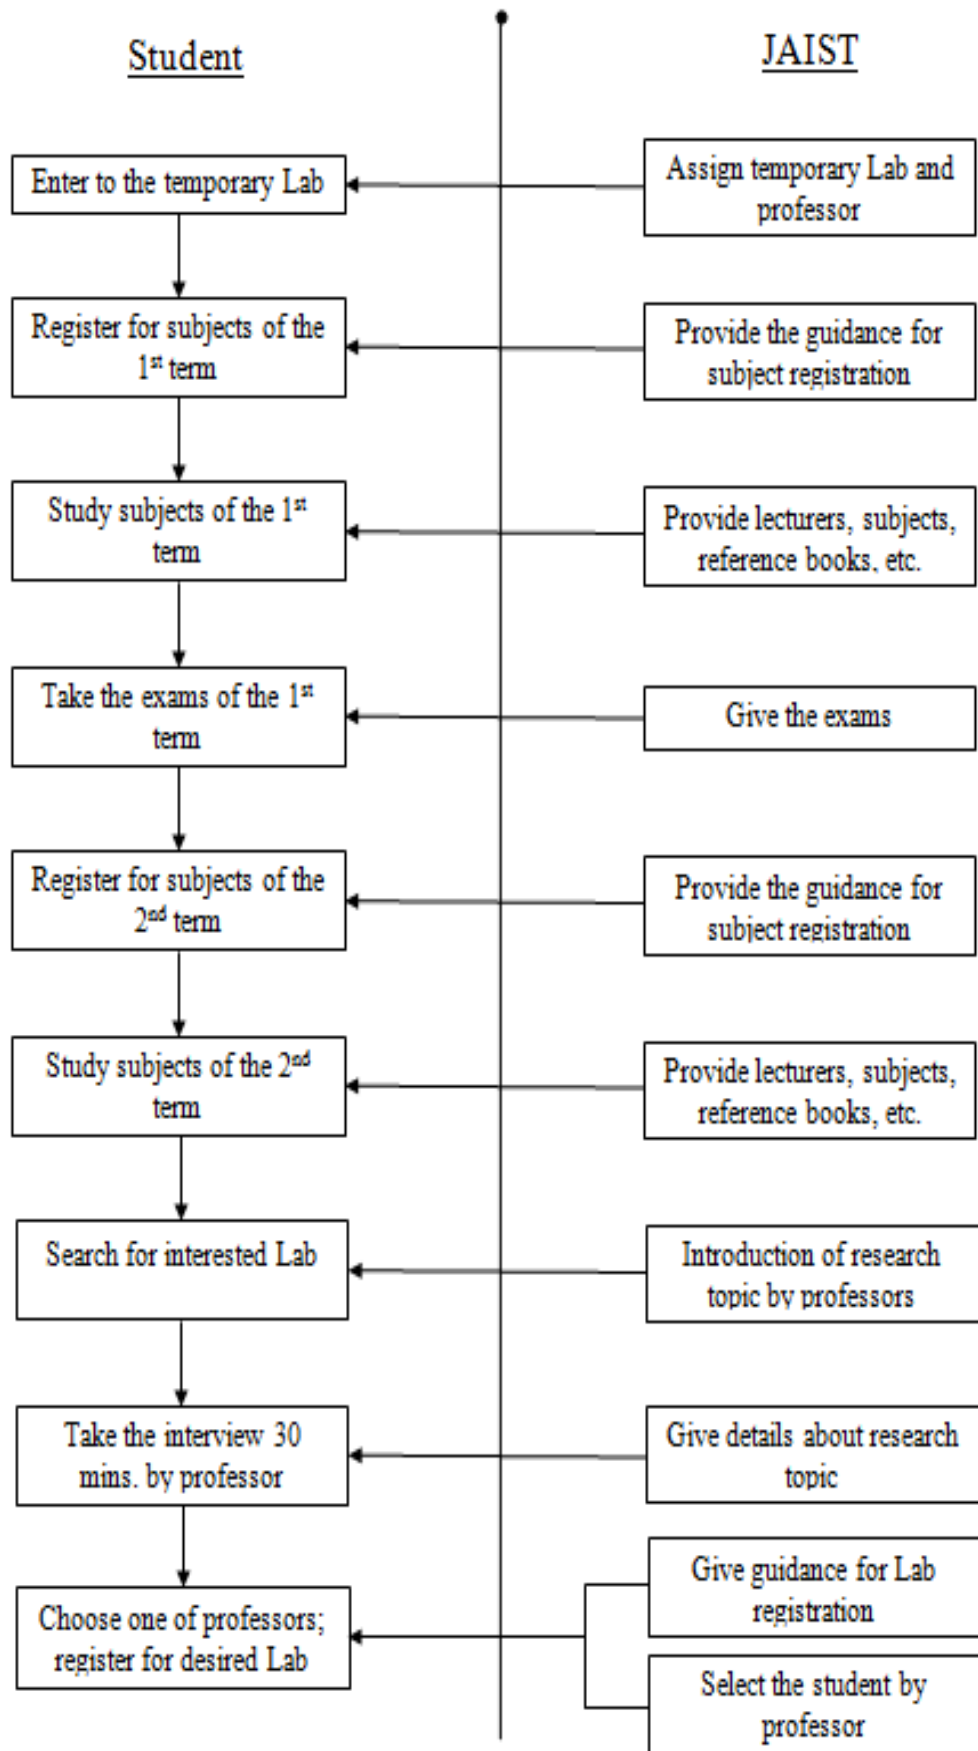 Student
JAIST
Enter to the temporary Lab
Assign temporary Lab and
professor
Register for subjects of the
1st term
Provide the guidance for
subject registration
Study subjects of the 1st
term
Provide lecturers, subjects,
reference books, etc.
Take the exams of the 1st
term
Give the exams
Register for subjects of the
2nd term
Provide the guidance for
subject registration
Study subjects of the 2nd
term
Provide lecturers, subjects,
reference books, etc.
Search for interested Lab
Introduction of research
topic by professors
Take the interview 30
mins. by professor
Give details about research
topic
Choose one of professors;
register for desired Lab
Give guidance for Lab
registration
Select the student by
professor